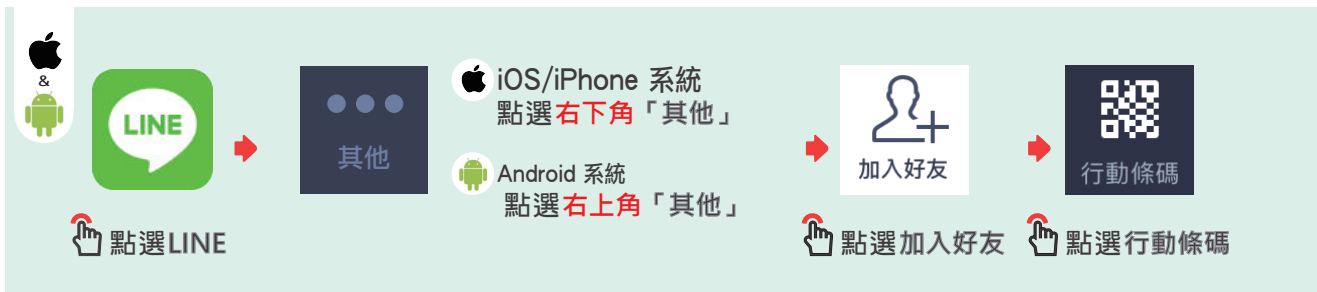 &
LINE
點選LINE
其他
iOS/iPhone 系統
點選右下角「其他」
Android 系統
點選右上角「其他」
加入好友
點選加入好友
行動條碼
點選行動條碼